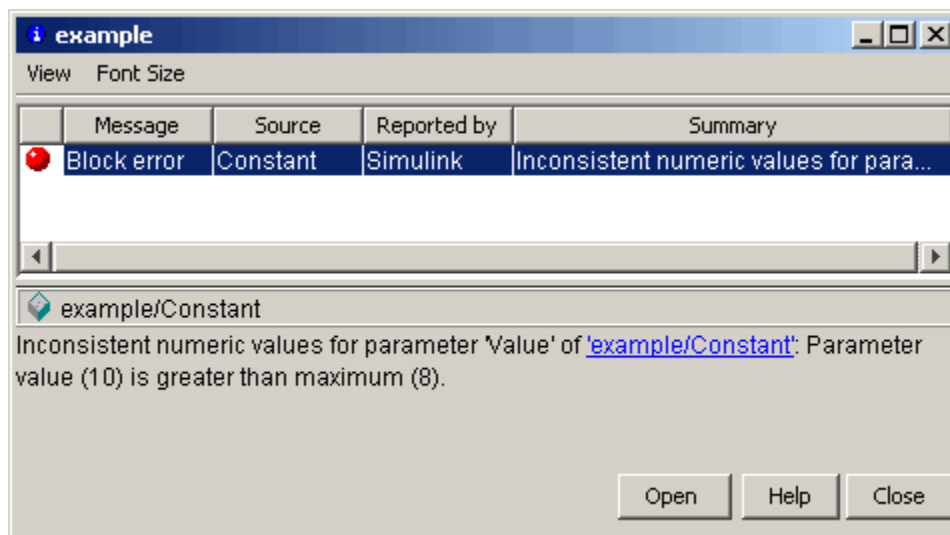 example
View Font Size
Message Source Reported by Summary
Block error Constant Simulink Inconsistent numeric values for para...
example/Constant
Inconsistent numeric values for parameter 'Value' of 'example/Constant': Parameter
value (10) is greater than maximum (8).
Open Help Close